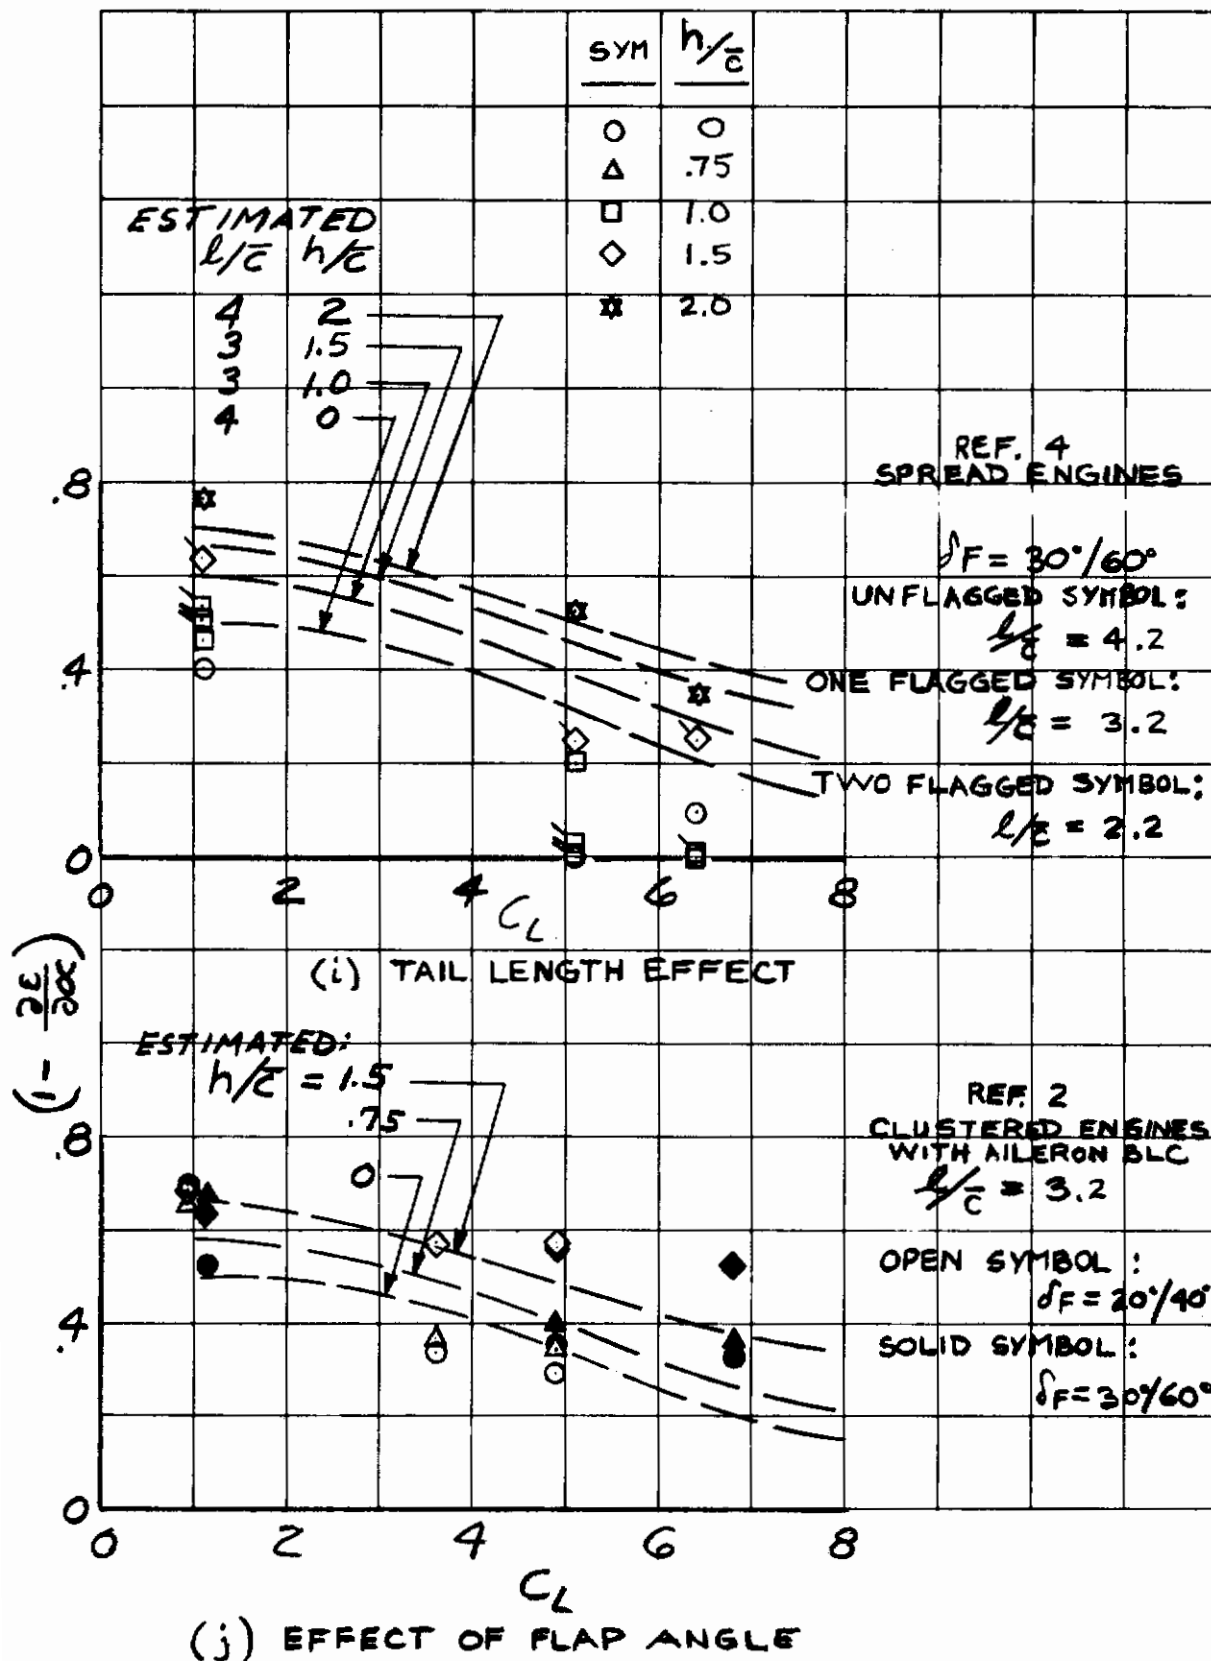 SYM h/c̄
○ 0
△ .75
□ 1.0
◇ 1.5
✡ 2.0
ESTIMATED
l/c̄ h/c̄
4 2
3 1.5
3 1.0
4 0
REF. 4
SPREAD ENGINES
δF = 30°/60°
UNFLAGGED SYMBOL:
l/c̄ = 4.2
ONE FLAGGED SYMBOL:
l/c̄ = 3.2
TWO FLAGGED SYMBOL:
l/c̄ = 2.2
.8
.4
0
0 2 4 6 8
C_L
(i) TAIL LENGTH EFFECT
(1 - ∂ε/∂α)
ESTIMATED:
h/c̄ = 1.5
.75
0
REF. 2
CLUSTERED ENGINES
WITH AILERON BLC
l/c̄ = 3.2
OPEN SYMBOL:
δF = 20°/40°
SOLID SYMBOL:
δF = 30°/60°
.8
.4
0
0 2 4 6 8
C_L
(j) EFFECT OF FLAP ANGLE